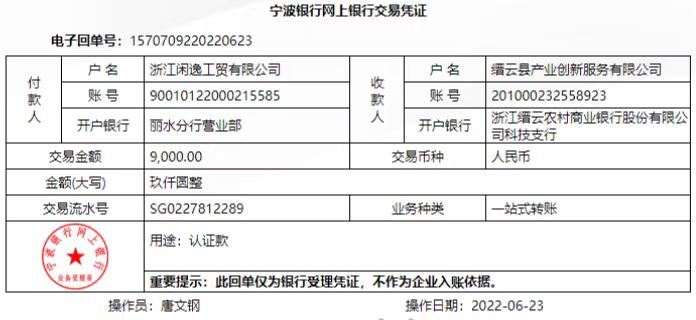 宁波银行网上银行交易凭证
电子回单号：1570709220220623
付款人
户 名 浙江闲逸工贸有限公司
账 号 90010122000215585
开户银行 丽水分行营业部
收款人
户 名 缙云县产业创新服务有限公司
账 号 201000232558923
开户银行 浙江缙云农村商业银行股份有限公
司科技支行
交易金额 9,000.00 交易币种 人民币
金额(大写) 玖仟圆整
交易流水号 SG0227812289 业务种类 一站式转账
宁波银行网上银行
业务受理章
用途：认证款
重要提示：此回单仅为银行受理凭证，不作为企业入账依据。
操作员：唐文钢 操作日期：2022-06-23